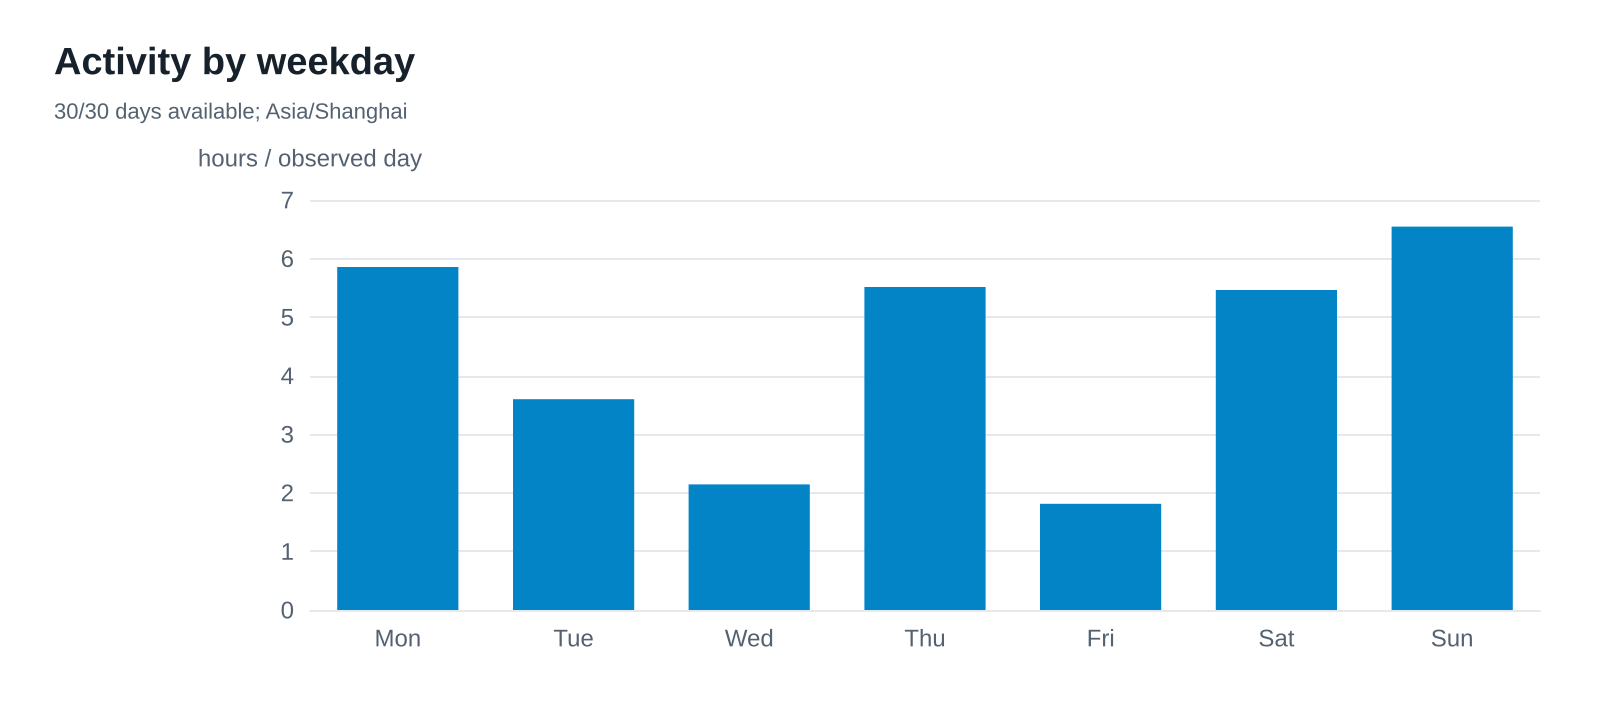 Activity by weekday
30/30 days available; Asia/Shanghai
hours / observed day
7
6
5
4
3
2
1
0
Mon Tue Wed Thu Fri Sat Sun